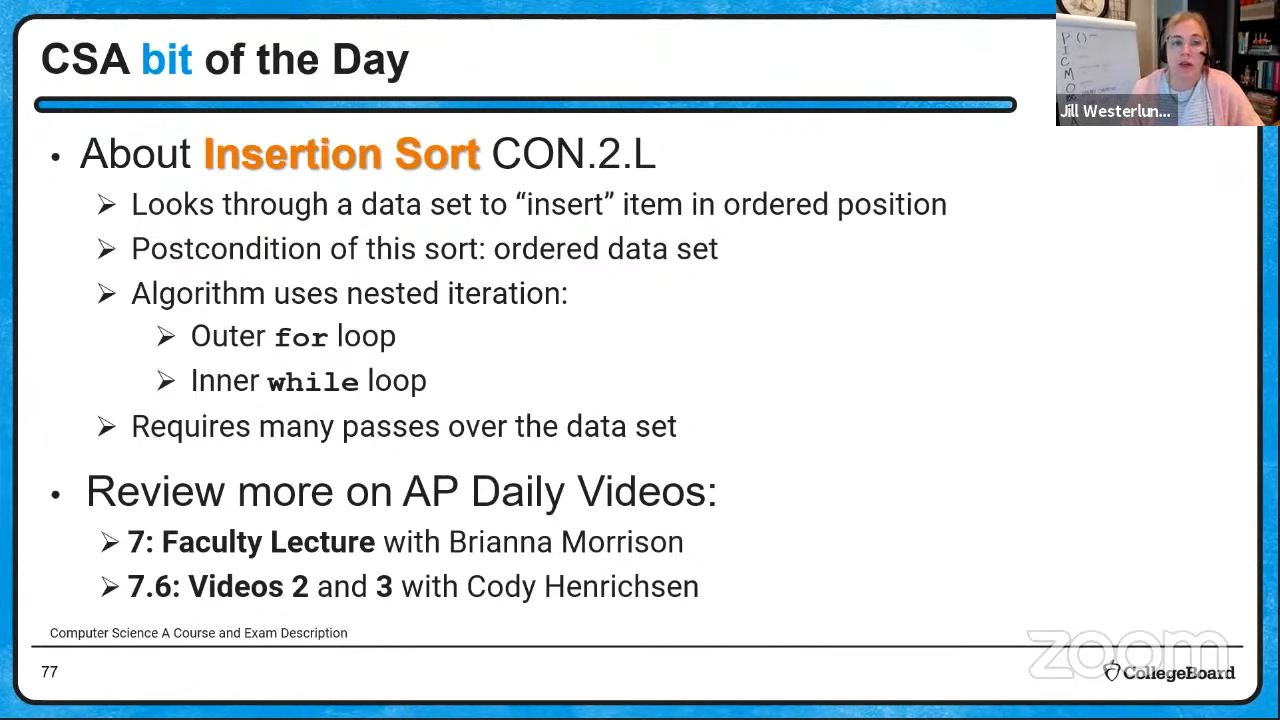 CSA bit of the Day
Jill Westerlun...
• About Insertion Sort CON.2.L
➢ Looks through a data set to “insert” item in ordered position
➢ Postcondition of this sort: ordered data set
➢ Algorithm uses nested iteration:
➢ Outer for loop
➢ Inner while loop
➢ Requires many passes over the data set
• Review more on AP Daily Videos:
➢ 7: Faculty Lecture with Brianna Morrison
➢ 7.6: Videos 2 and 3 with Cody Henrichsen
Computer Science A Course and Exam Description
77
zoom
CollegeBoard
P ()
I
C
M
O